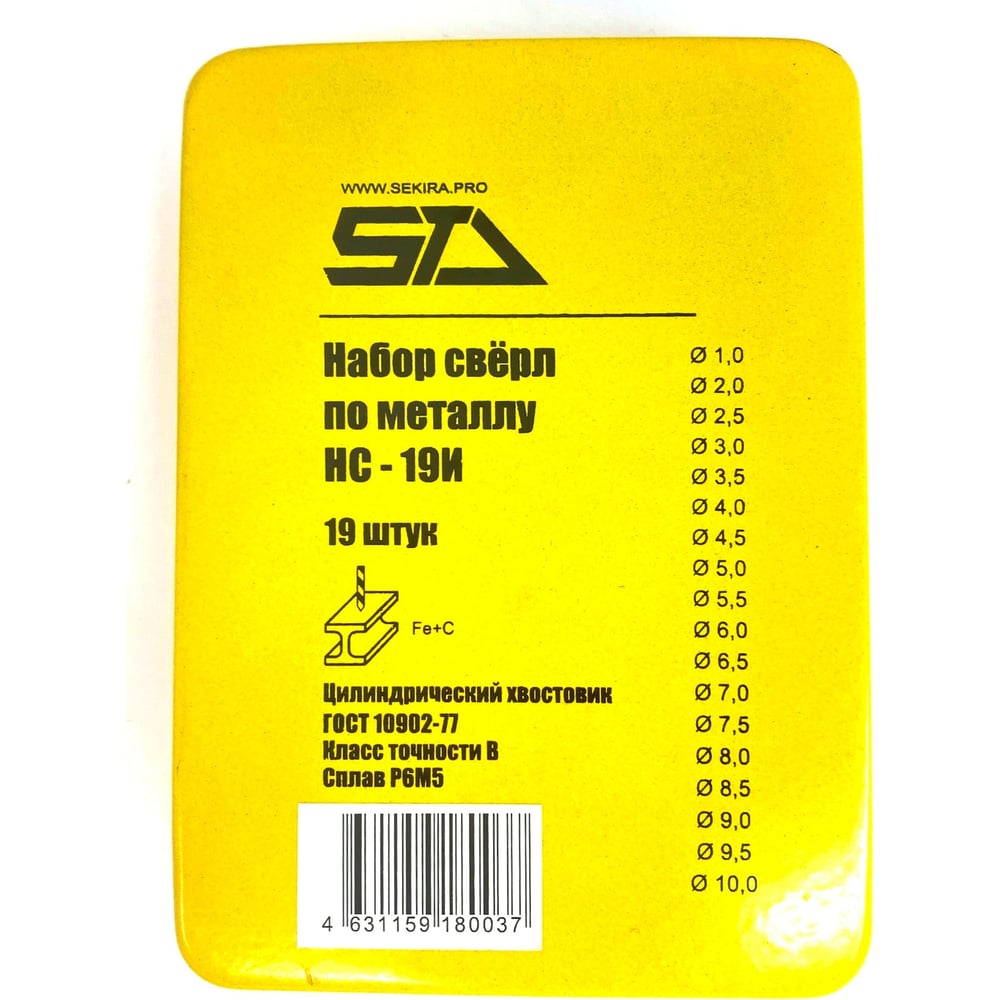 WWW.SEKIRA.PRO
STA
Набор свёрл
по металлу
НС - 19И
19 штук
Fe+C
Цилиндрический хвостовик
ГОСТ 10902-77
Класс точности В
Сплав Р6М5
4 631159 180037
Ø 1,0
Ø 2,0
Ø 2,5
Ø 3,0
Ø 3,5
Ø 4,0
Ø 4,5
Ø 5,0
Ø 5,5
Ø 6,0
Ø 6,5
Ø 7,0
Ø 7,5
Ø 8,0
Ø 8,5
Ø 9,0
Ø 9,5
Ø 10,0